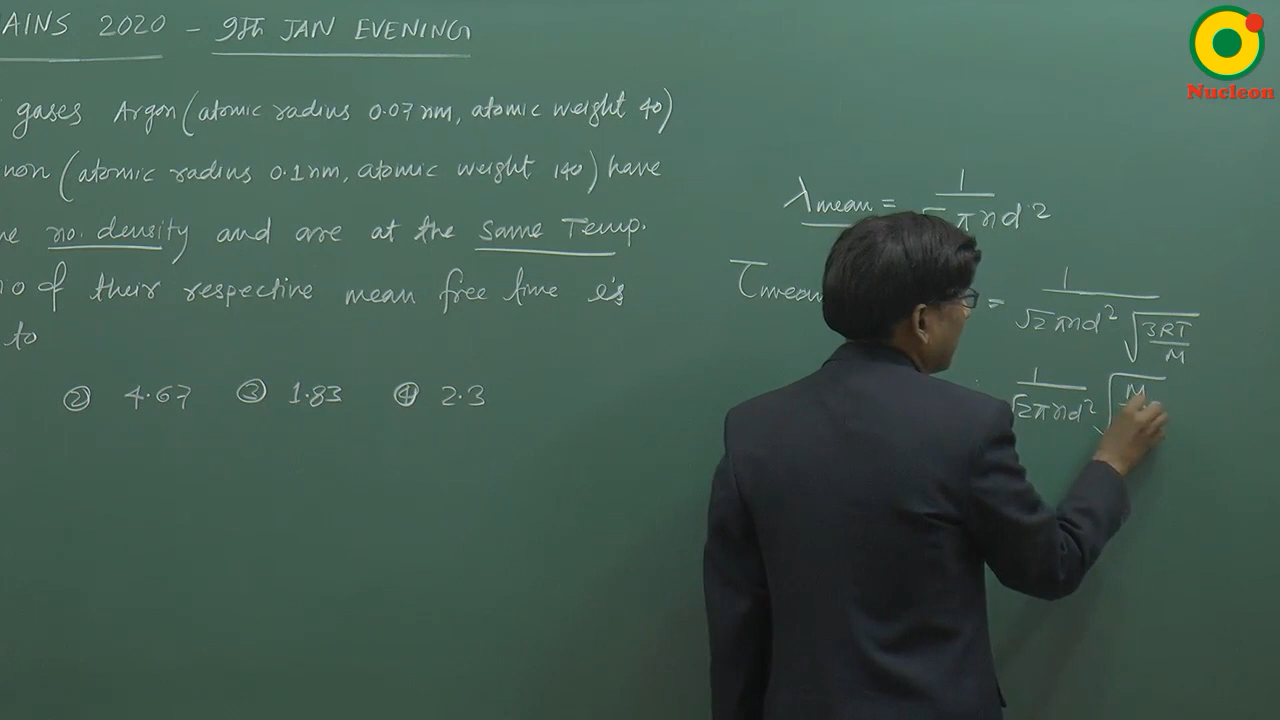 AINS 2020 - 9th JAN EVENING
gases Argon (atomic radius 0.07 nm, atomic weight 40)
non (atomic radius 0.1 nm, atomic weight 140) have
no. density and are at the same Temp.
of their respective mean free time is
to
② 4.67 ③ 1.83 ④ 2.3
λmean = 1 / √2 πnd²
τmean = 1 / √2 πnd² √3RT/M
1 / √2πnd² √M
Nucleon